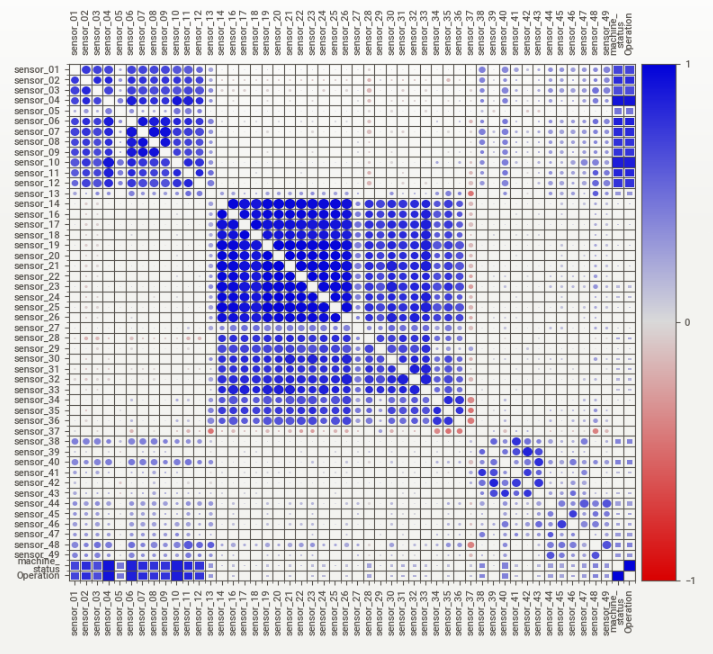 sensor_01
sensor_02
sensor_03
sensor_04
sensor_05
sensor_06
sensor_07
sensor_08
sensor_09
sensor_10
sensor_11
sensor_12
sensor_13
sensor_14
sensor_16
sensor_17
sensor_18
sensor_19
sensor_20
sensor_21
sensor_22
sensor_23
sensor_24
sensor_25
sensor_26
sensor_27
sensor_28
sensor_29
sensor_30
sensor_31
sensor_32
sensor_33
sensor_34
sensor_35
sensor_36
sensor_37
sensor_38
sensor_39
sensor_40
sensor_41
sensor_42
sensor_43
sensor_44
sensor_45
sensor_46
sensor_47
sensor_48
sensor_49
machine_
status
Operation
sensor_01
sensor_02
sensor_03
sensor_04
sensor_05
sensor_06
sensor_07
sensor_08
sensor_09
sensor_10
sensor_11
sensor_12
sensor_13
sensor_14
sensor_16
sensor_17
sensor_18
sensor_19
sensor_20
sensor_21
sensor_22
sensor_23
sensor_24
sensor_25
sensor_26
sensor_27
sensor_28
sensor_29
sensor_30
sensor_31
sensor_32
sensor_33
sensor_34
sensor_35
sensor_36
sensor_37
sensor_38
sensor_39
sensor_40
sensor_41
sensor_42
sensor_43
sensor_44
sensor_45
sensor_46
sensor_47
sensor_48
sensor_49
machine_
status
Operation
1
0
−1
sensor_01
sensor_02
sensor_03
sensor_04
sensor_05
sensor_06
sensor_07
sensor_08
sensor_09
sensor_10
sensor_11
sensor_12
sensor_13
sensor_14
sensor_16
sensor_17
sensor_18
sensor_19
sensor_20
sensor_21
sensor_22
sensor_23
sensor_24
sensor_25
sensor_26
sensor_27
sensor_28
sensor_29
sensor_30
sensor_31
sensor_32
sensor_33
sensor_34
sensor_35
sensor_36
sensor_37
sensor_38
sensor_39
sensor_40
sensor_41
sensor_42
sensor_43
sensor_44
sensor_45
sensor_46
sensor_47
sensor_48
sensor_49
machine_
status
Operation